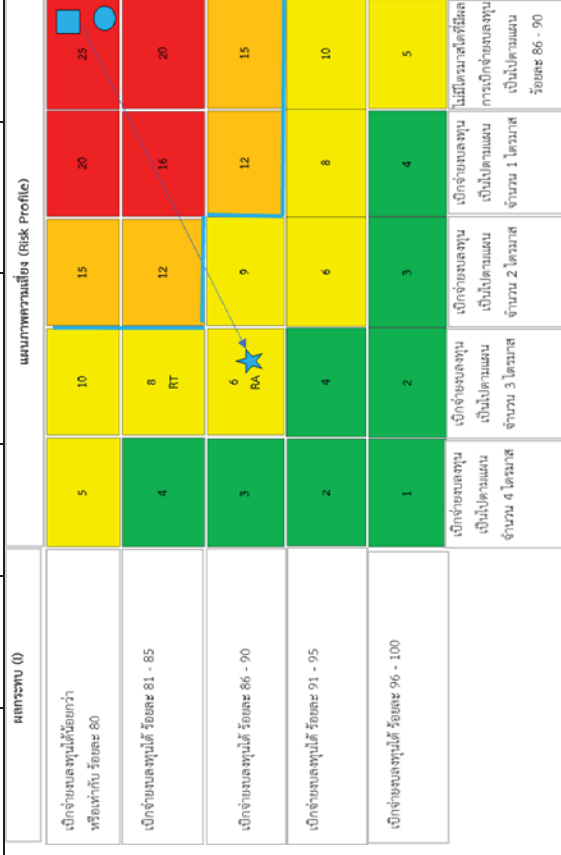 ผลกระทบ (I)
แผนภาพความเสี่ยง (Risk Profile)
เบิกจ่ายงบลงทุนได้น้อยกว่า
หรือเท่ากับ ร้อยละ 80
5
10
15
20
25
เบิกจ่ายงบลงทุนได้ ร้อยละ 81 - 85
4
8
RT
12
16
20
เบิกจ่ายงบลงทุนได้ ร้อยละ 86 - 90
3
6
RA
9
12
15
เบิกจ่ายงบลงทุนได้ ร้อยละ 91 - 95
2
4
6
8
10
เบิกจ่ายงบลงทุนได้ ร้อยละ 96 - 100
1
2
3
4
5
เบิกจ่ายงบลงทุน
เป็นไปตามแผน
จำนวน 4 ไตรมาส
เบิกจ่ายงบลงทุน
เป็นไปตามแผน
จำนวน 3 ไตรมาส
เบิกจ่ายงบลงทุน
เป็นไปตามแผน
จำนวน 2 ไตรมาส
เบิกจ่ายงบลงทุน
เป็นไปตามแผน
จำนวน 1 ไตรมาส
ไม่มีไตรมาสใดที่มีผล
การเบิกจ่ายงบลงทุน
เป็นไปตามแผน
ร้อยละ 86 - 90